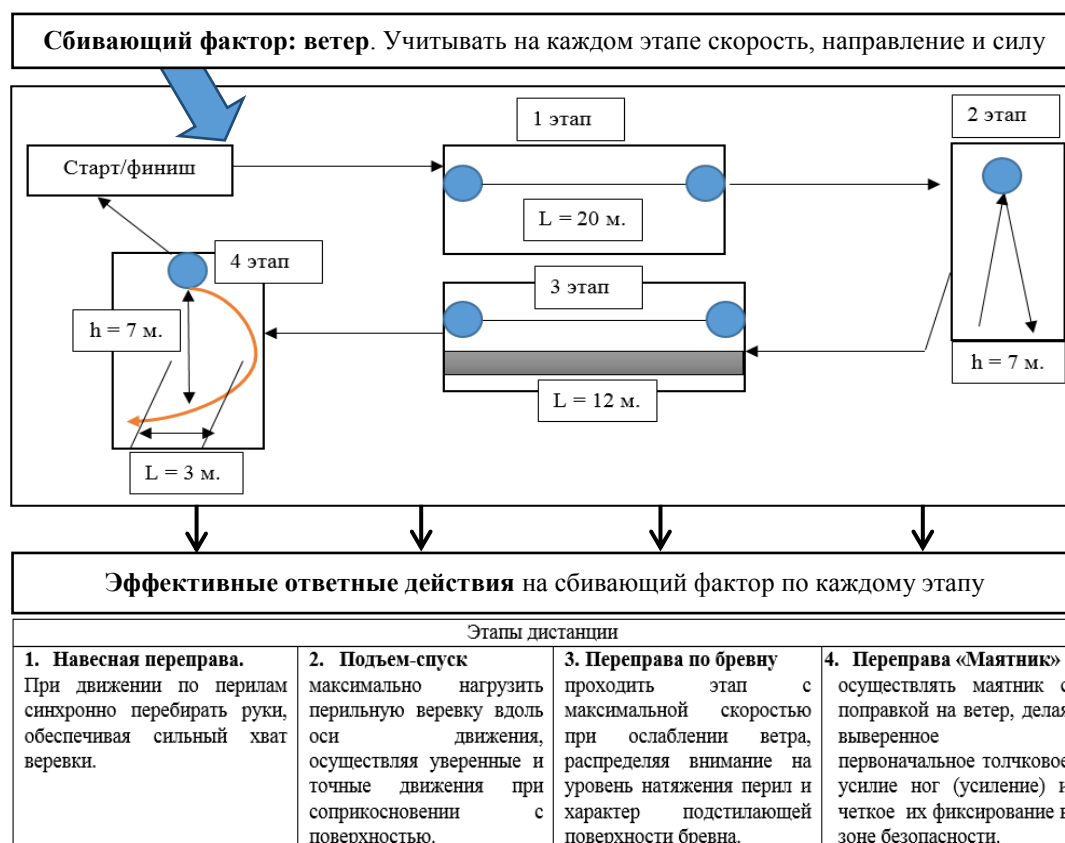 Сбивающий фактор: ветер. Учитывать на каждом этапе скорость, направление и силу
1 этап
2 этап
Старт/финиш
L = 20 м.
4 этап
3 этап
h = 7 м.
h = 7 м.
L = 12 м.
L = 3 м.
Эффективные ответные действия на сбивающий фактор по каждому этапу
Этапы дистанции
1. Навесная переправа.
При движении по перилам
синхронно перебирать руки,
обеспечивая сильный хват
веревки.
2. Подъем-спуск
максимально нагрузить
перильную веревку вдоль
оси движения,
осуществляя уверенные и
точные движения при
соприкосновении с
поверхностью.
3. Переправа по бревну
проходить этап с
максимальной скоростью
при ослаблении ветра,
распределяя внимание на
уровень натяжения перил и
характер подстилающей
поверхности бревна.
4. Переправа «Маятник»
осуществлять маятник с
поправкой на ветер, делая
выверенное
первоначальное толчковое
усилие ног (усиление) и
четкое их фиксирование в
зоне безопасности.